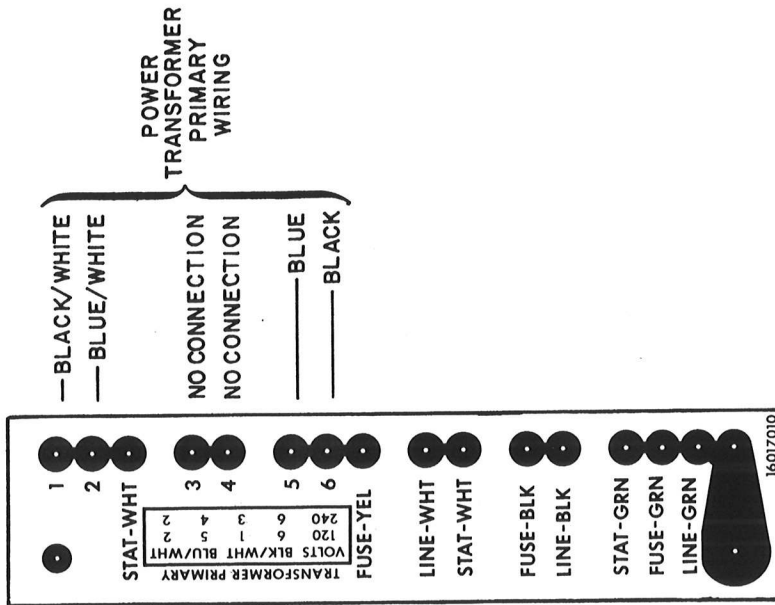 POWER
TRANSFORMER
PRIMARY
WIRING
BLACK/WHITE
BLUE/WHITE
NO CONNECTION
NO CONNECTION
BLUE
BLACK
1
2
STAT-WHT
3
4
5
6
FUSE-YEL
LINE-WHT
STAT-WHT
FUSE-BLK
LINE-BLK
STAT-GRN
FUSE-GRN
LINE-GRN
TRANSFORMER PRIMARY
VOLTS BLK/WHT BLU/WHT
120 6 1 5 2
240 6 3 4 2
16017010